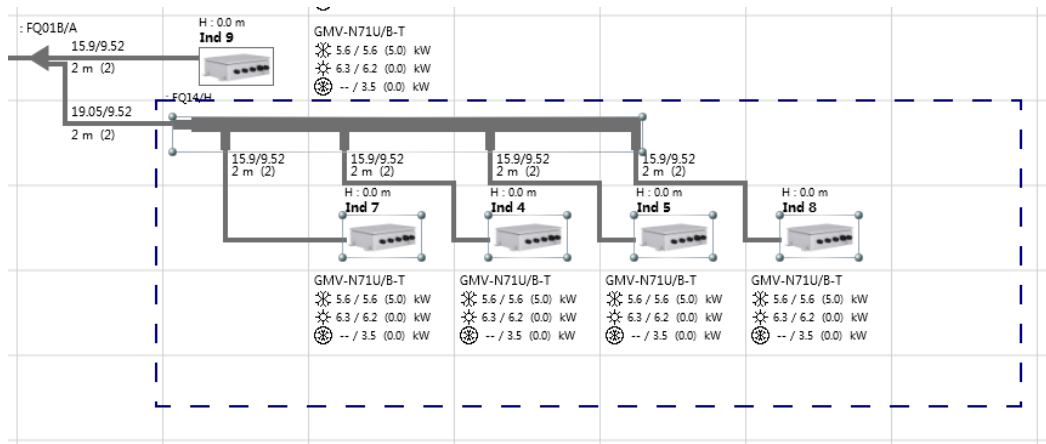 : FQ01B/A
15.9/9.52
2 m (2)
H : 0.0 m
Ind 9
GMV-N71U/B-T
5.6 / 5.6 (5.0) kW
6.3 / 6.2 (0.0) kW
-- / 3.5 (0.0) kW
19.05/9.52
2 m (2)
: FQ14/H
15.9/9.52
2 m (2)
15.9/9.52
2 m (2)
15.9/9.52
2 m (2)
15.9/9.52
2 m (2)
H : 0.0 m
Ind 7
H : 0.0 m
Ind 4
H : 0.0 m
Ind 5
H : 0.0 m
Ind 8
GMV-N71U/B-T
5.6 / 5.6 (5.0) kW
6.3 / 6.2 (0.0) kW
-- / 3.5 (0.0) kW
GMV-N71U/B-T
5.6 / 5.6 (5.0) kW
6.3 / 6.2 (0.0) kW
-- / 3.5 (0.0) kW
GMV-N71U/B-T
5.6 / 5.6 (5.0) kW
6.3 / 6.2 (0.0) kW
-- / 3.5 (0.0) kW
GMV-N71U/B-T
5.6 / 5.6 (5.0) kW
6.3 / 6.2 (0.0) kW
-- / 3.5 (0.0) kW